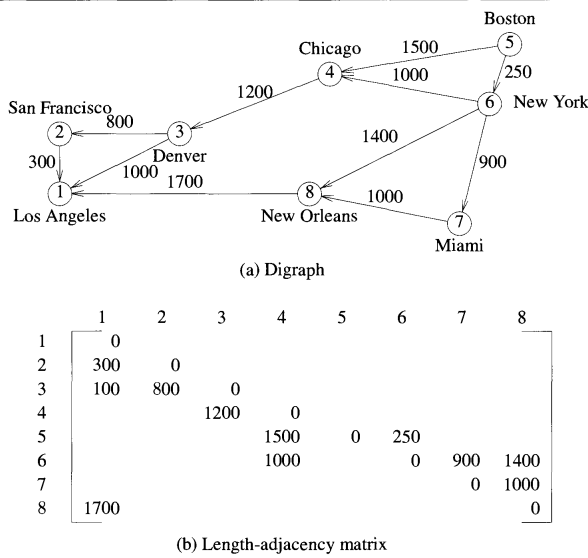 Boston
5
1500
Chicago
4
250
1000
6
New York
1200
San Francisco
800
2
3
1400
Denver
900
300
1000
1
1700
8
1000
Los Angeles
New Orleans
7
Miami
(a) Digraph
1 2 3 4 5 6 7 8
1 0
2 300 0
3 100 800 0
4 1200 0
5 1500 0 250
6 1000 0 900 1400
7 0 1000
8 1700 0
(b) Length-adjacency matrix